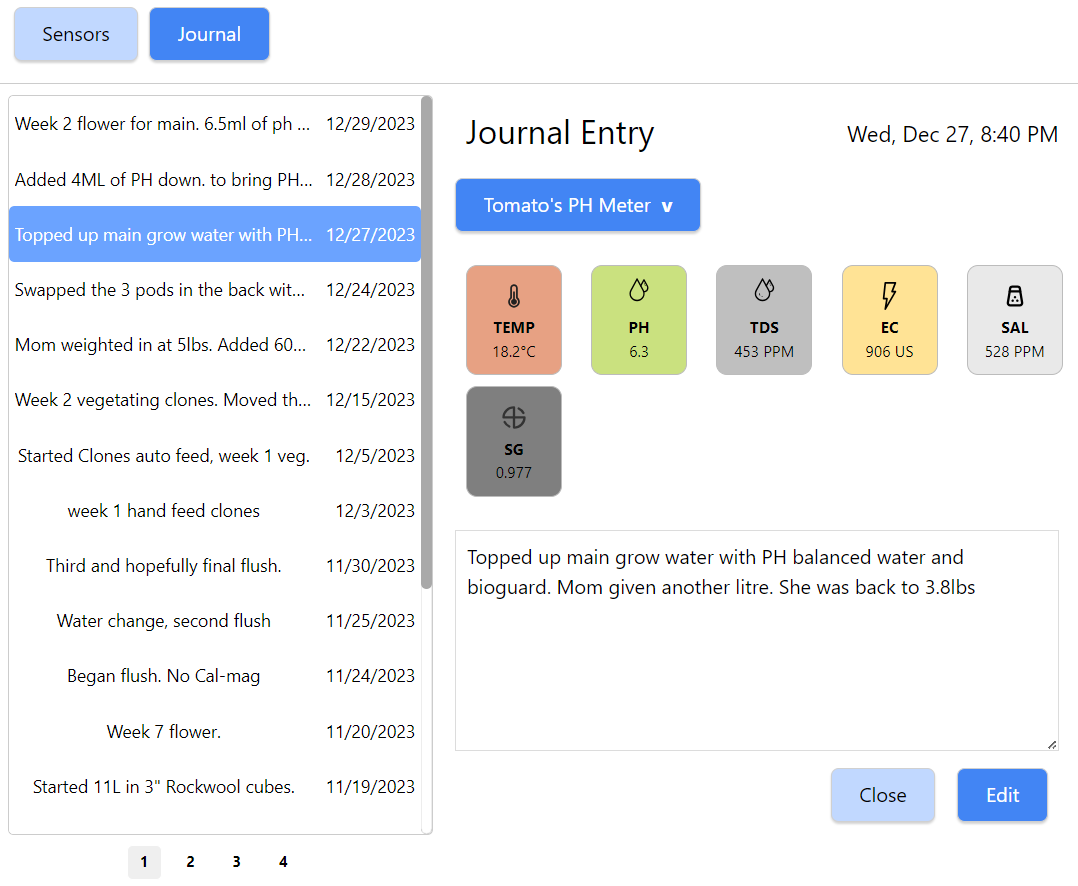 Sensors
Journal
Week 2 flower for main. 6.5ml of ph ... 12/29/2023
Added 4ML of PH down. to bring PH... 12/28/2023
Topped up main grow water with PH... 12/27/2023
Swapped the 3 pods in the back wit... 12/24/2023
Mom weighted in at 5lbs. Added 60... 12/22/2023
Week 2 vegetating clones. Moved th... 12/15/2023
Started Clones auto feed, week 1 veg. 12/5/2023
week 1 hand feed clones 12/3/2023
Third and hopefully final flush. 11/30/2023
Water change, second flush 11/25/2023
Began flush. No Cal-mag 11/24/2023
Week 7 flower. 11/20/2023
Started 11L in 3" Rockwool cubes. 11/19/2023
1 2 3 4
Journal Entry
Wed, Dec 27, 8:40 PM
Tomato's PH Meter v
TEMP
18.2°C
PH
6.3
TDS
453 PPM
EC
906 US
SAL
528 PPM
SG
0.977
Topped up main grow water with PH balanced water and
bioguard. Mom given another litre. She was back to 3.8lbs
Close
Edit